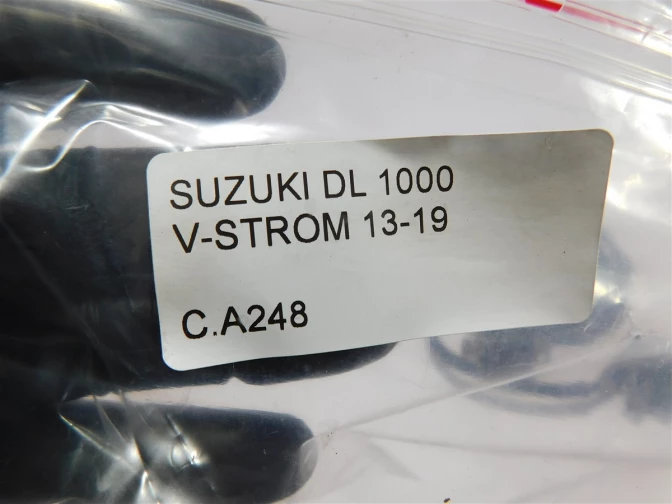 SUZUKI DL 1000
V-STROM 13-19
C.A248